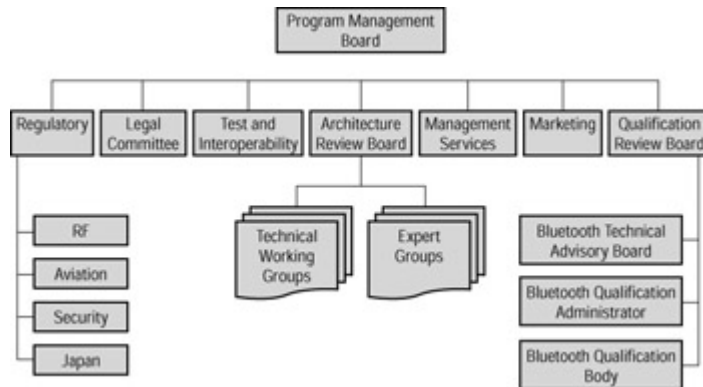 Program Management
Board
Regulatory
Legal
Committee
Test and
Interoperability
Architecture
Review Board
Management
Services
Marketing
Qualification
Review Board
RF
Aviation
Security
Japan
Technical
Working
Groups
Expert
Groups
Bluetooth Technical
Advisory Board
Bluetooth Qualification
Administrator
Bluetooth Qualification
Body